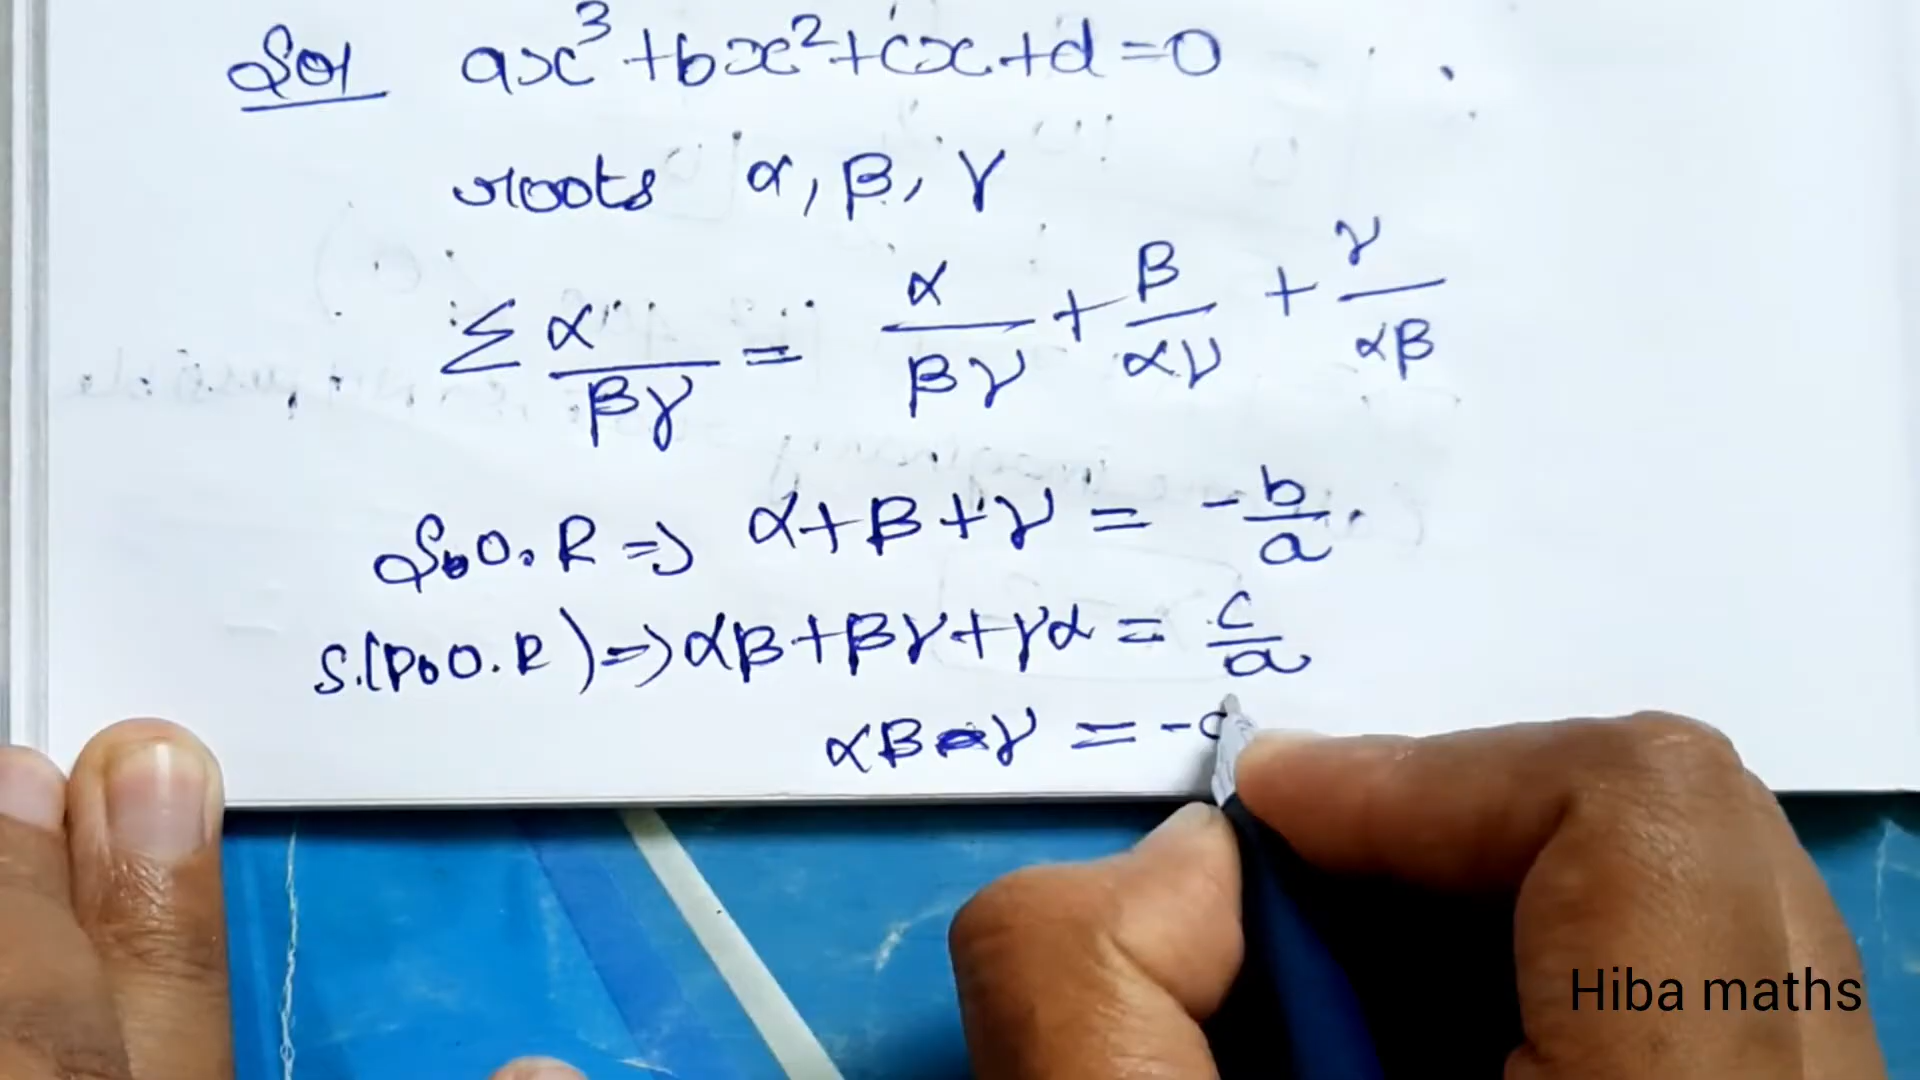 Sol ax³+bx²+cx+d=0
roots α, β, γ
Σ α/βγ = α/βγ + β/αγ + γ/αβ
S.O.R ⇒ α+β+γ = -b/a.
S.(P.O.R) ⇒ αβ+βγ+γα = c/a
αβγ = -
Hiba maths